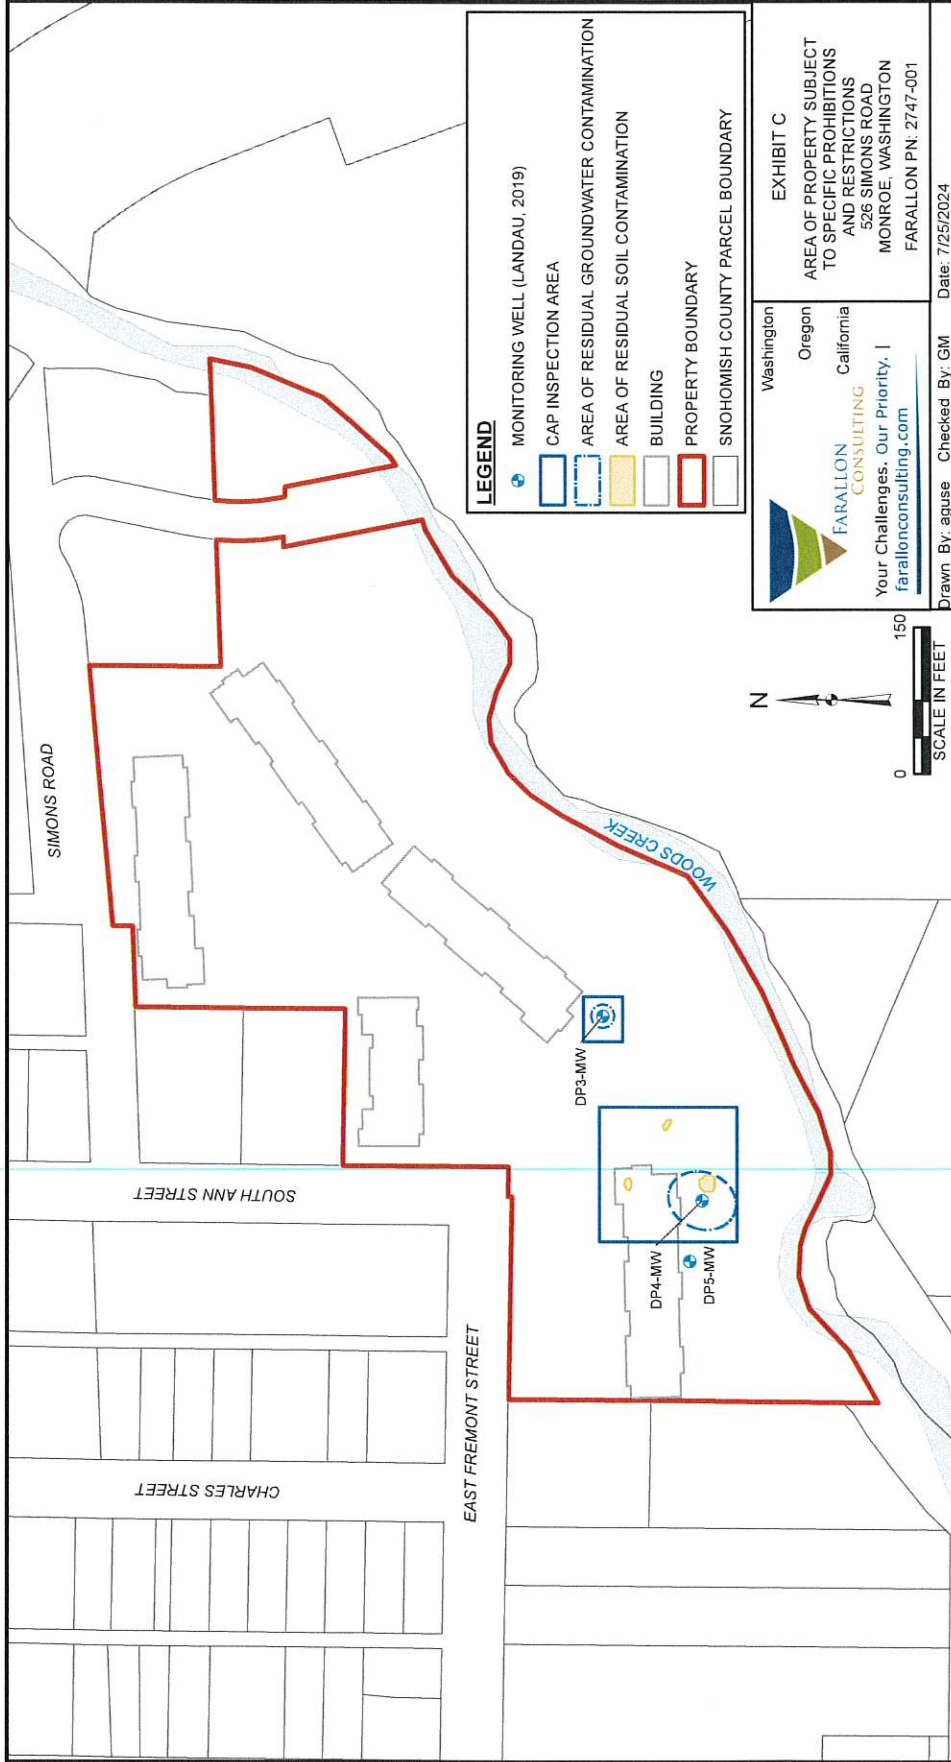 SIMONS ROAD
SOUTH ANN STREET
CHARLES STREET
EAST FREMONT STREET
WOODS CREEK
DP3-MW
DP4-MW
DP5-MW
LEGEND
MONITORING WELL (LANDAU, 2019)
CAP INSPECTION AREA
AREA OF RESIDUAL GROUNDWATER CONTAMINATION
AREA OF RESIDUAL SOIL CONTAMINATION
BUILDING
PROPERTY BOUNDARY
SNOHOMISH COUNTY PARCEL BOUNDARY
N
0 150
SCALE IN FEET
Washington
Oregon
California
FARALLON
CONSULTING
Your Challenges. Our Priority. |
farallonconsulting.com
EXHIBIT C
AREA OF PROPERTY SUBJECT
TO SPECIFIC PROHIBITIONS
AND RESTRICTIONS
526 SIMONS ROAD
MONROE, WASHINGTON
FARALLON PN: 2747-001
Drawn By: aguse Checked By: GM Date: 7/25/2024